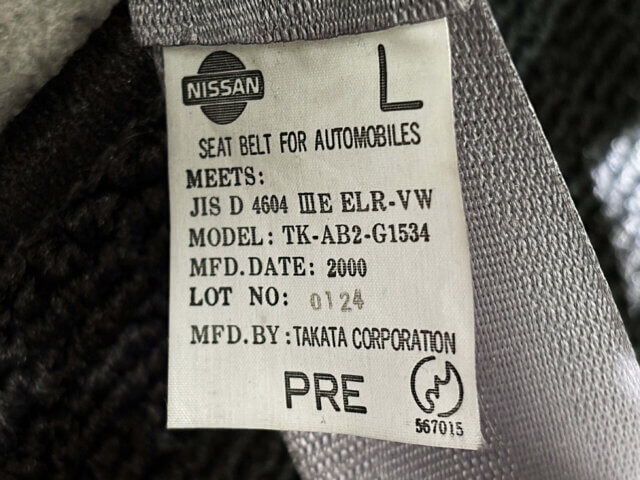 NISSAN
L
SEAT BELT FOR AUTOMOBILES
MEETS:
JIS D 4604 ⅢE ELR-VW
MODEL: TK-AB2-G1534
MFD.DATE: 2000
LOT NO: 0124
MFD.BY:TAKATA CORPORATION
PRE
567015